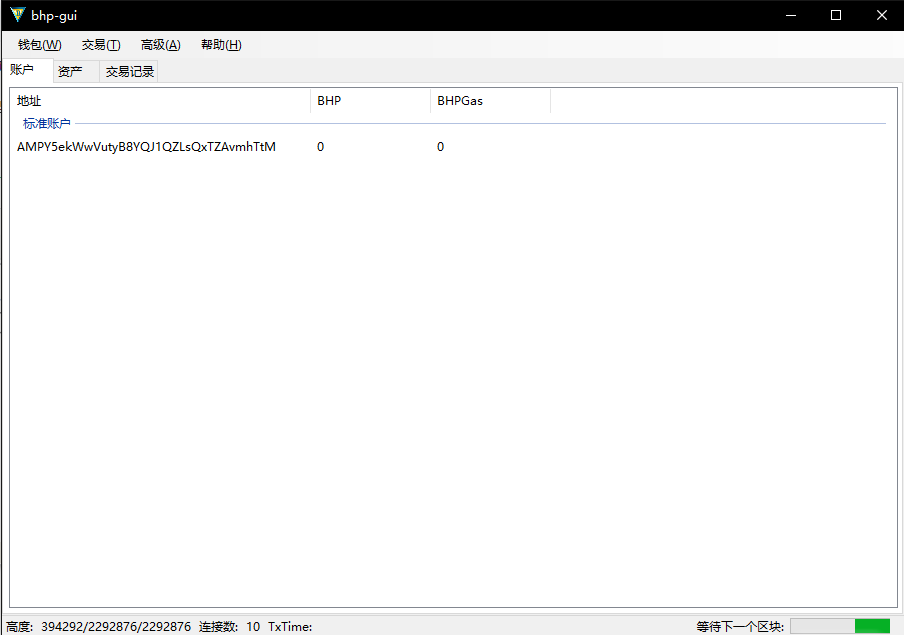 bhp-gui
钱包(W) 交易(T) 高级(A) 帮助(H)
账户 资产 交易记录
地址 BHP BHPGas
标准账户
AMPY5ekWwVutyB8YQJ1QZLsQxTZAvmhTtM 0 0
高度: 394292/2292876/2292876 连接数: 10 TxTime: 等待下一个区块: